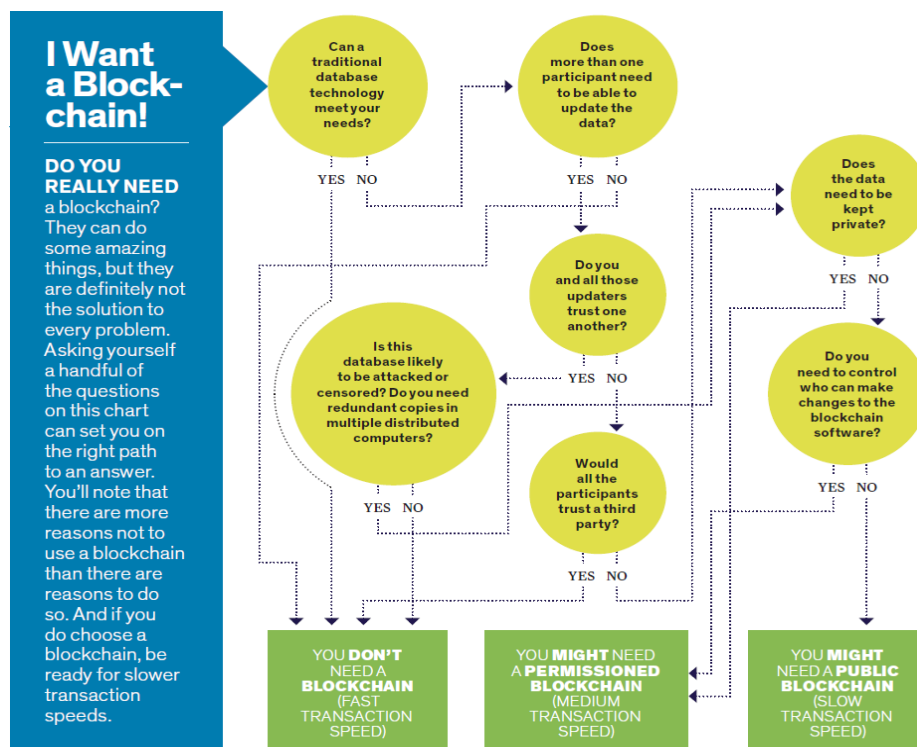 I Want
a Block-
chain!
DO YOU
REALLY NEED
a blockchain?
They can do
some amazing
things, but they
are definitely not
the solution to
every problem.
Asking yourself
a handful of
the questions
on this chart
can set you on
the right path
to an answer.
You'll note that
there are more
reasons not to
use a blockchain
than there are
reasons to do
so. And if you
do choose a
blockchain, be
ready for slower
transaction
speeds.
Can a
traditional
database
technology
meet your
needs?
YES NO
Does
more than one
participant need
to be able to
update the
data?
YES NO
Does
the data
need to be
kept
private?
YES NO
Do you
and all those
updaters
trust one
another?
YES NO
Is this
database likely
to be attacked or
censored? Do you need
redundant copies in
multiple distributed
computers?
YES NO
Do you
need to control
who can make
changes to the
blockchain
software?
YES NO
Would
all the
participants
trust a third
party?
YES NO
YOU DON'T
NEED A
BLOCKCHAIN
(FAST
TRANSACTION
SPEED)
YOU MIGHT NEED
A PERMISSIONED
BLOCKCHAIN
(MEDIUM
TRANSACTION
SPEED)
YOU MIGHT
NEED A PUBLIC
BLOCKCHAIN
(SLOW
TRANSACTION
SPEED)